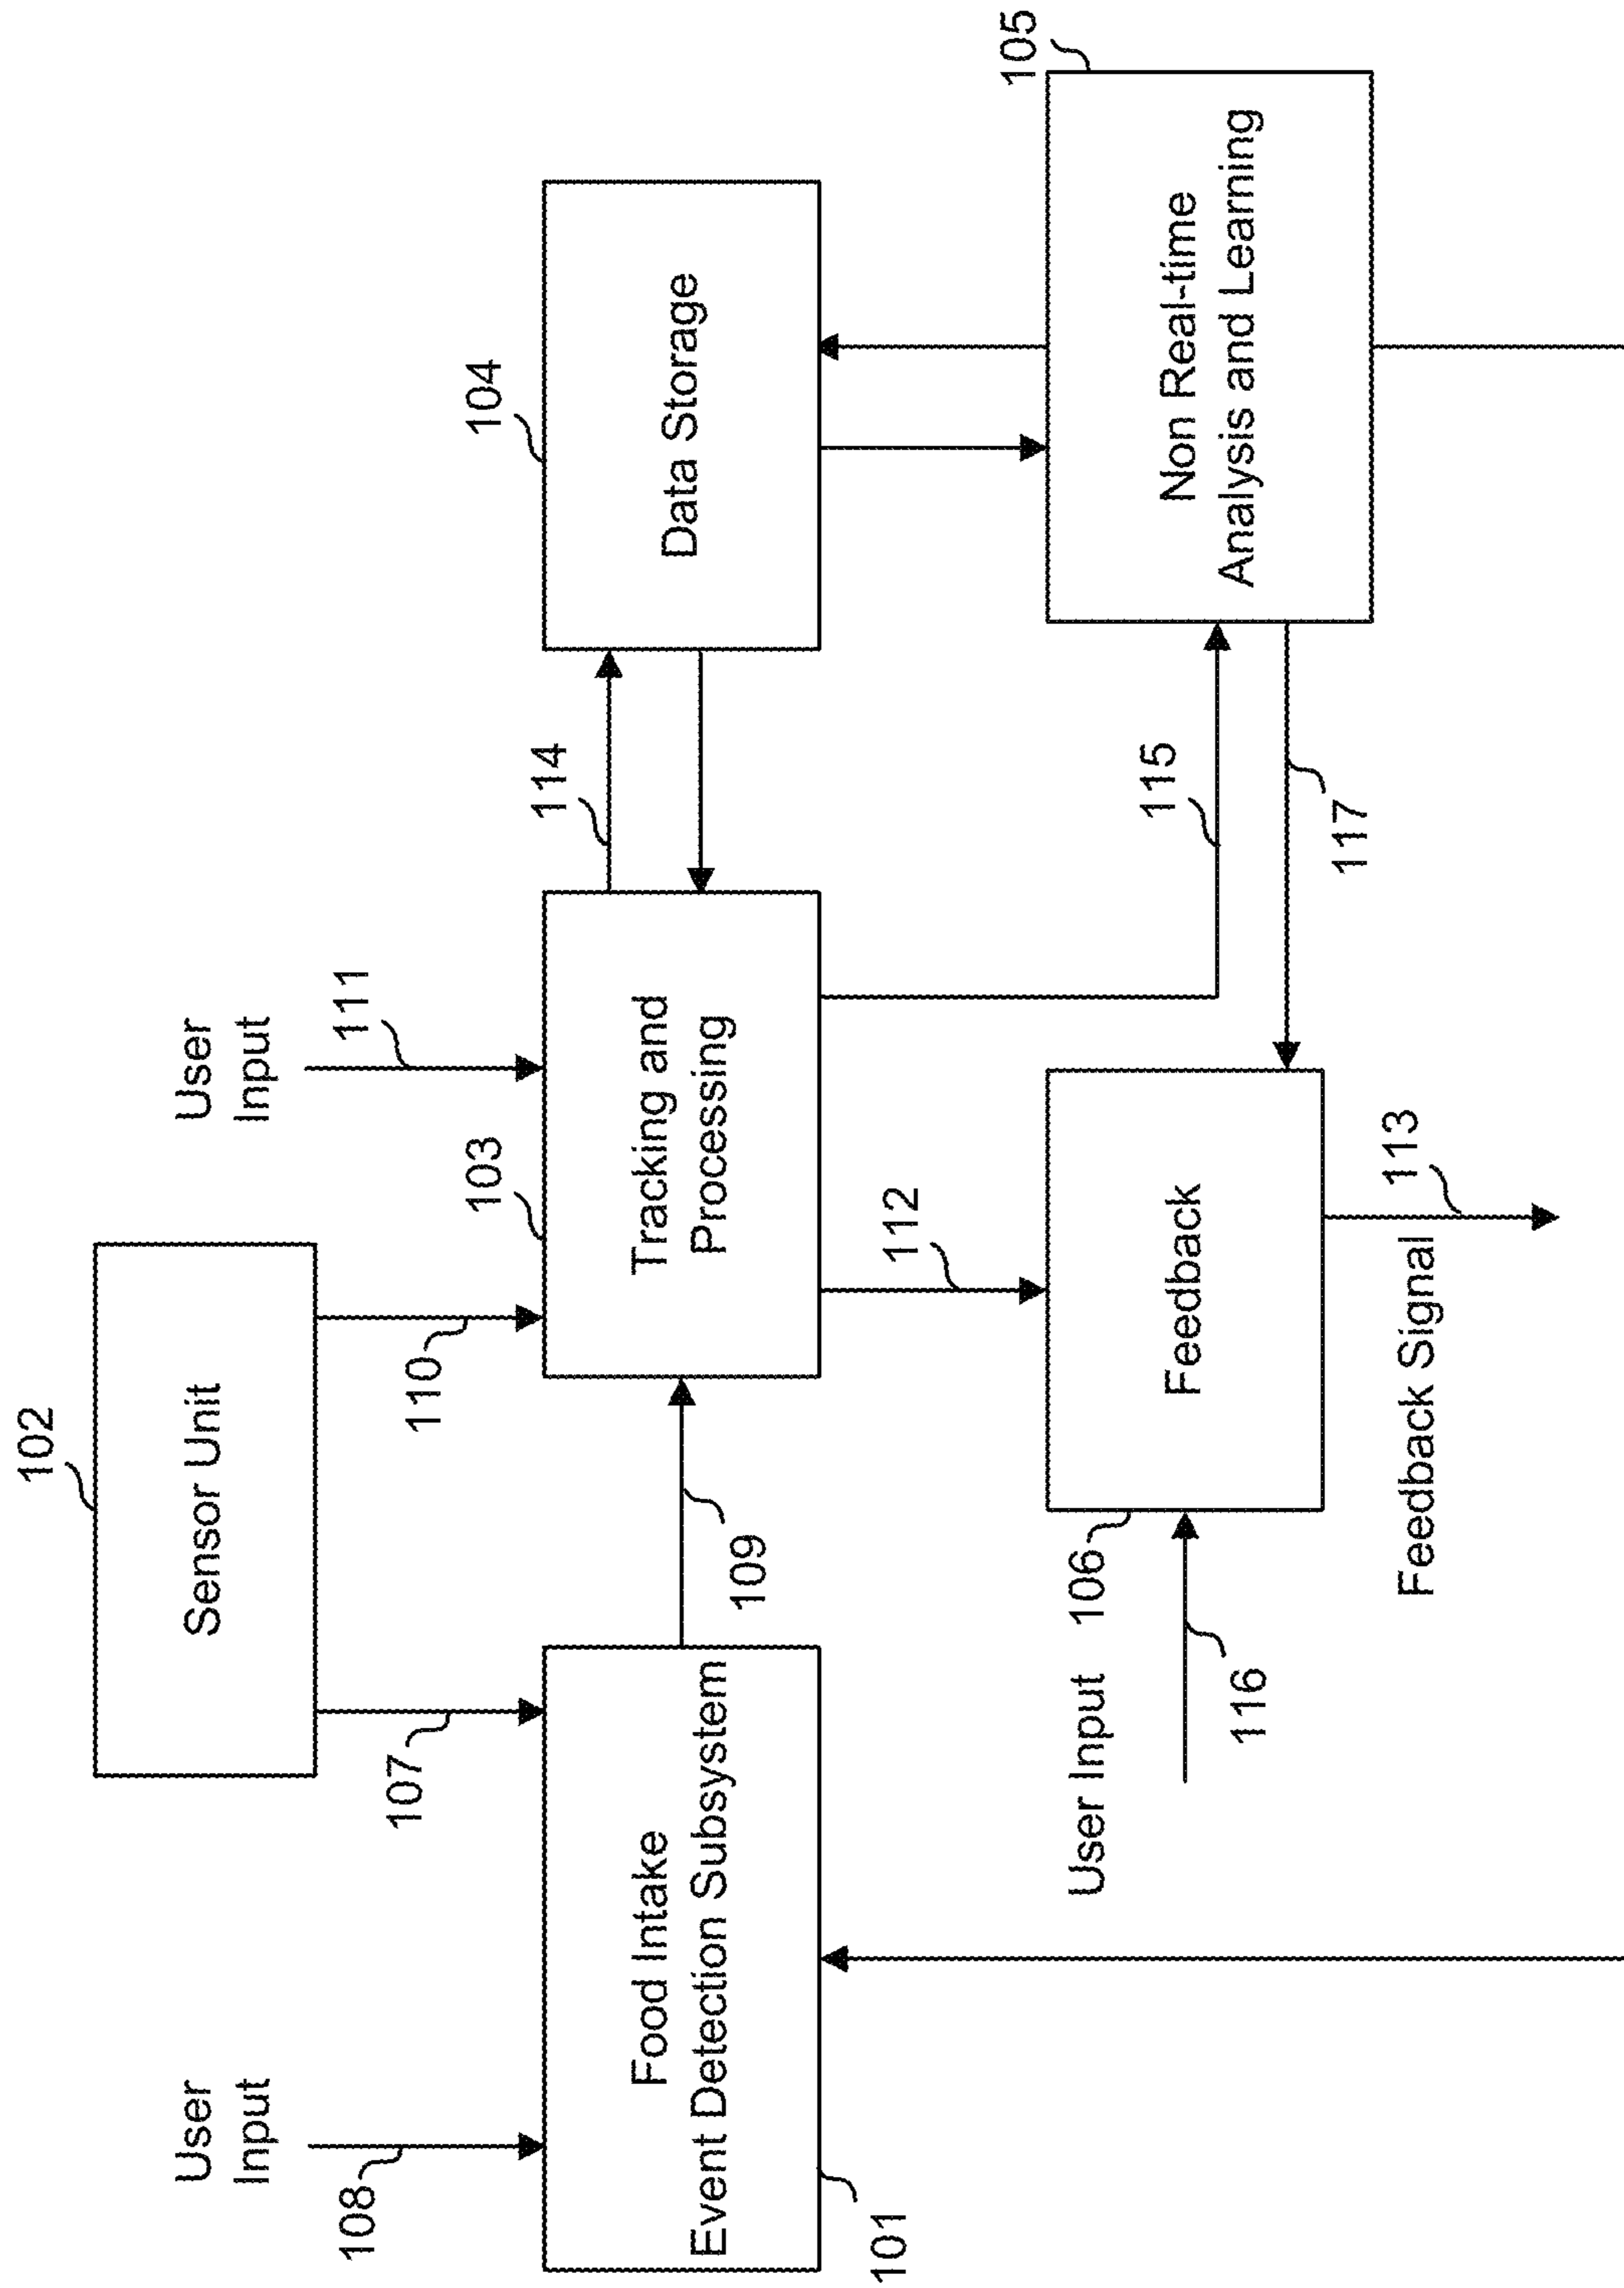 102
Sensor Unit
User
Input
108
107
110
User
Input
111
103
114
104
Food Intake
Event Detection Subsystem
101
109
Tracking and
Processing
Data Storage
112
115
105
User Input
106
116
Feedback
117
Non Real-time
Analysis and Learning
Feedback Signal
113